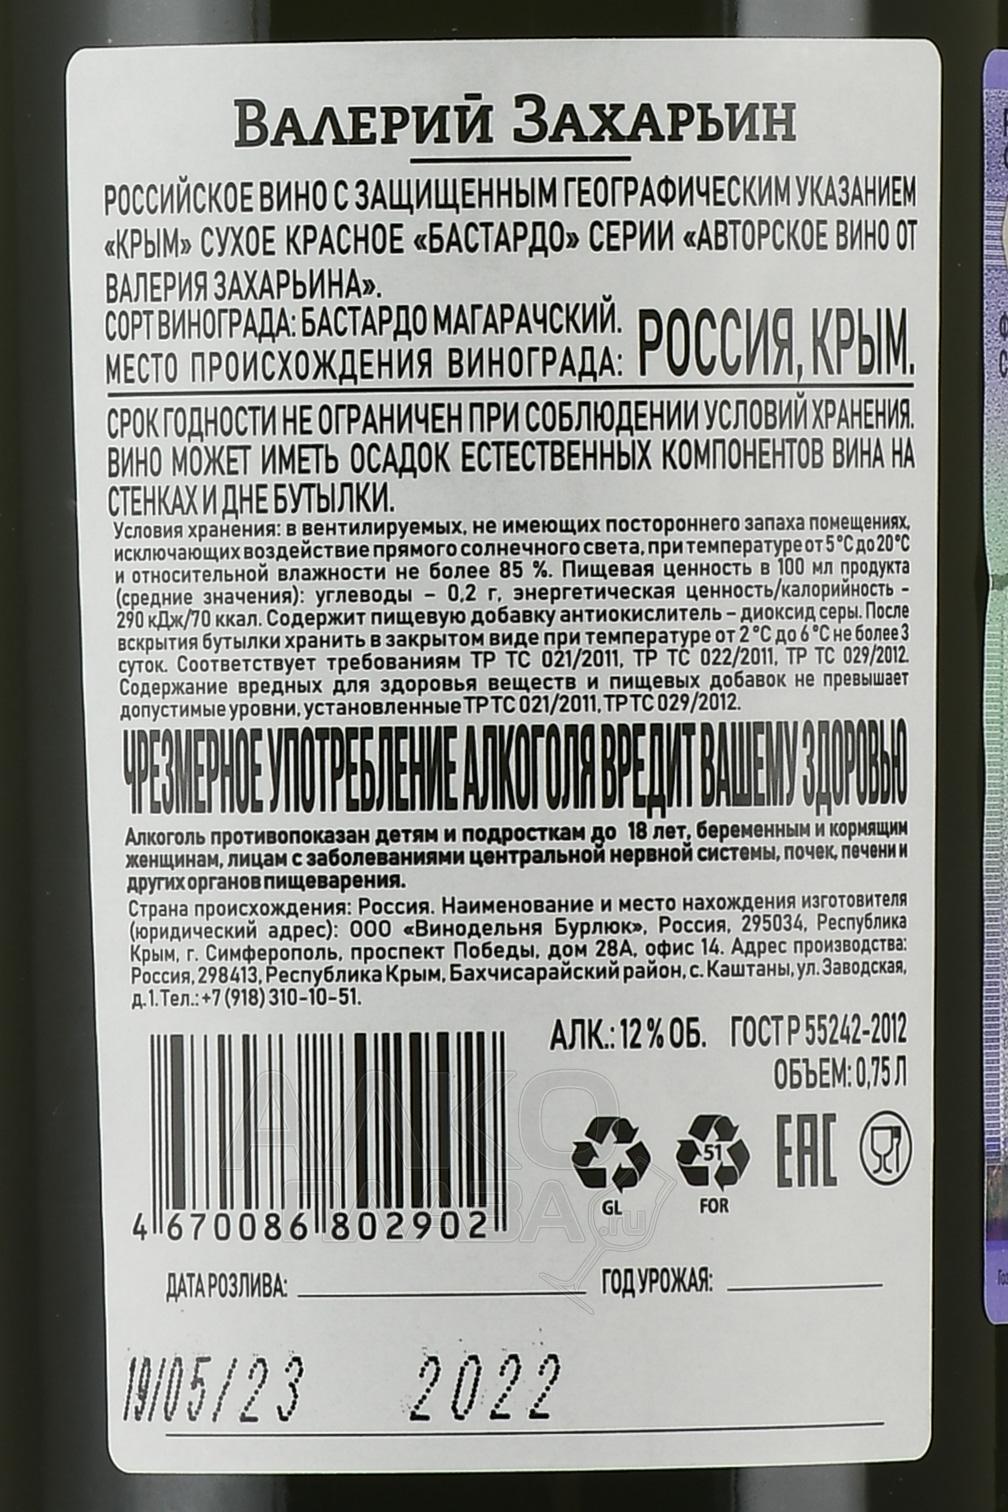 ВАЛЕРИЙ ЗАХАРЬИН
РОССИЙСКОЕ ВИНО С ЗАЩИЩЕННЫМ ГЕОГРАФИЧЕСКИМ УКАЗАНИЕМ
«КРЫМ» СУХОЕ КРАСНОЕ «БАСТАРДО» СЕРИИ «АВТОРСКОЕ ВИНО ОТ
ВАЛЕРИЯ ЗАХАРЬИНА».
СОРТ ВИНОГРАДА: БАСТАРДО МАГАРАЧСКИЙ.
МЕСТО ПРОИСХОЖДЕНИЯ ВИНОГРАДА: РОССИЯ, КРЫМ.
СРОК ГОДНОСТИ НЕ ОГРАНИЧЕН ПРИ СОБЛЮДЕНИИ УСЛОВИЙ ХРАНЕНИЯ.
ВИНО МОЖЕТ ИМЕТЬ ОСАДОК ЕСТЕСТВЕННЫХ КОМПОНЕНТОВ ВИНА НА
СТЕНКАХ И ДНЕ БУТЫЛКИ.
Условия хранения: в вентилируемых, не имеющих постороннего запаха помещениях,
исключающих воздействие прямого солнечного света, при температуре от 5 °С до 20 °С
и относительной влажности не более 85 %. Пищевая ценность в 100 мл продукта
(средние значения): углеводы – 0,2 г, энергетическая ценность/калорийность -
290 кДж/70 ккал. Содержит пищевую добавку антиокислитель – диоксид серы. После
вскрытия бутылки хранить в закрытом виде при температуре от 2 °С до 6 °С не более 3
суток. Соответствует требованиям ТР ТС 021/2011, ТР ТС 022/2011, ТР ТС 029/2012.
Содержание вредных для здоровья веществ и пищевых добавок не превышает
допустимые уровни, установленные ТР ТС 021/2011, ТР ТС 029/2012.
ЧРЕЗМЕРНОЕ УПОТРЕБЛЕНИЕ АЛКОГОЛЯ ВРЕДИТ ВАШЕМУ ЗДОРОВЬЮ
Алкоголь противопоказан детям и подросткам до 18 лет, беременным и кормящим
женщинам, лицам с заболеваниями центральной нервной системы, почек, печени и
других органов пищеварения.
Страна происхождения: Россия. Наименование и место нахождения изготовителя
(юридический адрес): ООО «Винодельня Бурлюк», Россия, 295034, Республика
Крым, г. Симферополь, проспект Победы, дом 28А, офис 14. Адрес производства:
Россия, 298413, Республика Крым, Бахчисарайский район, с. Каштаны, ул. Заводская,
д. 1. Тел.: +7 (918) 310-10-51.
АЛК.: 12 % ОБ. ГОСТ Р 55242-2012
ОБЪЕМ: 0,75 Л
51
ЕАС
GL FOR
АЛКО
ПРАВДА.ru
4 670086 802902
ДАТА РОЗЛИВА: ГОД УРОЖАЯ:
19/05/23 2022